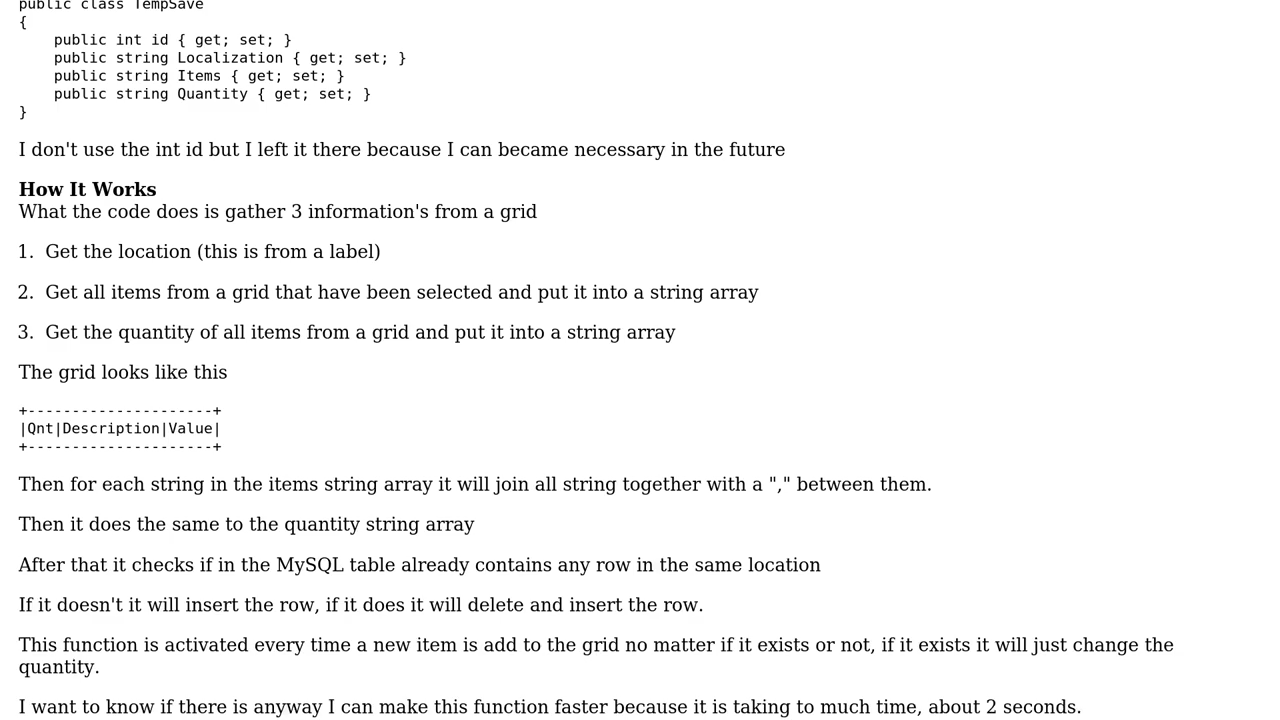 public class TempSave
{
    public int id { get; set; }
    public string Localization { get; set; }
    public string Items { get; set; }
    public string Quantity { get; set; }
}
I don't use the int id but I left it there because I can became necessary in the future
How It Works
What the code does is gather 3 information's from a grid
1. Get the location (this is from a label)
2. Get all items from a grid that have been selected and put it into a string array
3. Get the quantity of all items from a grid and put it into a string array
The grid looks like this
+---------------------+
|Qnt|Description|Value|
+---------------------+
Then for each string in the items string array it will join all string together with a "," between them.
Then it does the same to the quantity string array
After that it checks if in the MySQL table already contains any row in the same location
If it doesn't it will insert the row, if it does it will delete and insert the row.
This function is activated every time a new item is add to the grid no matter if it exists or not, if it exists it will just change the
quantity.
I want to know if there is anyway I can make this function faster because it is taking to much time, about 2 seconds.